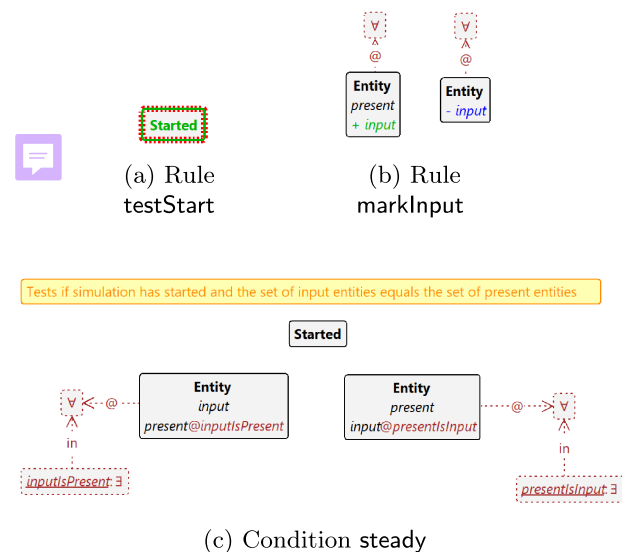 ∀
∀
@
@
Entity
present
+ input
Entity
- input
Started
(a) Rule
testStart
(b) Rule
markInput
Tests if simulation has started and the set of input entities equals the set of present entities
Started
∀
@
Entity
input
present@inputIsPresent
Entity
present
input@presentIsInput
@
∀
in
in
inputIsPresent: ∃
presentIsInput: ∃
(c) Condition steady